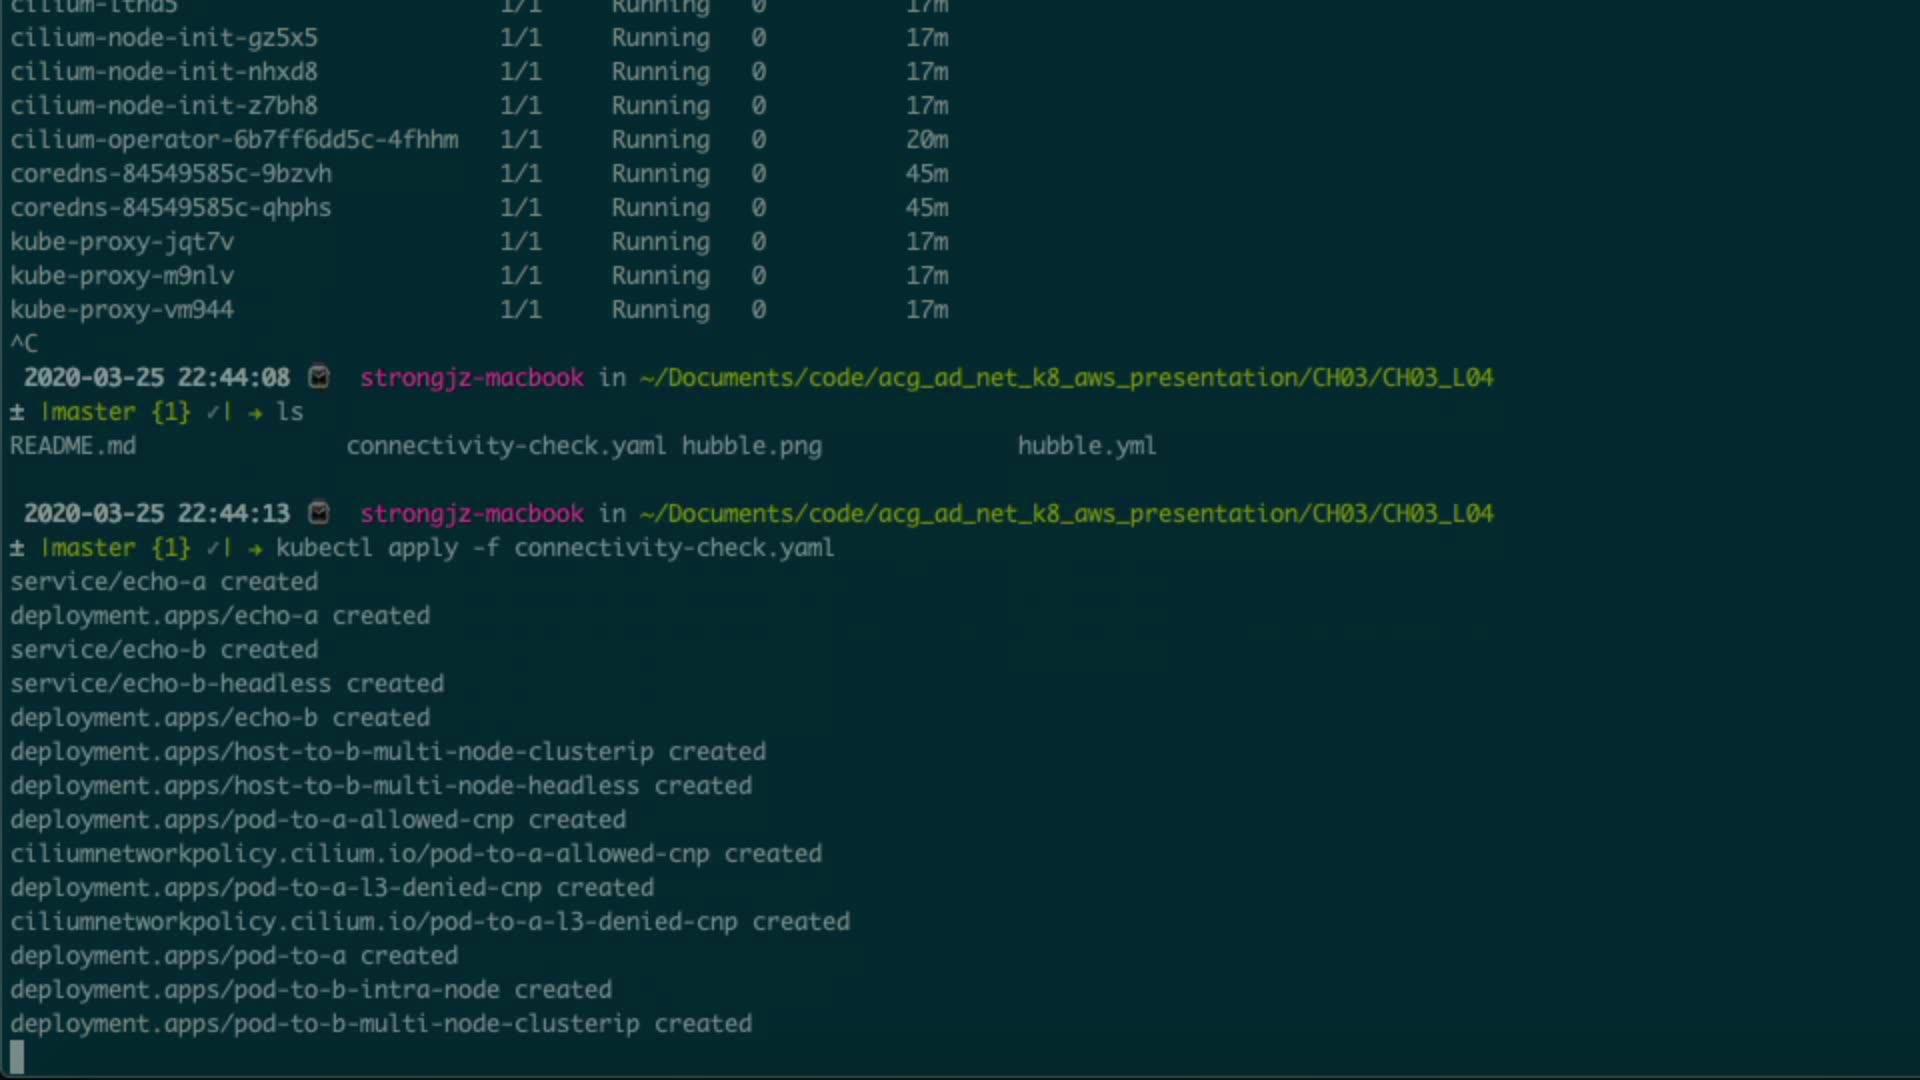 1/1 Running 0 17m
cilium-node-init-gz5x5 1/1 Running 0 17m
cilium-node-init-nhxd8 1/1 Running 0 17m
cilium-node-init-z7bh8 1/1 Running 0 17m
cilium-operator-6b7ff6dd5c-4fhhm 1/1 Running 0 20m
coredns-84549585c-9bzvh 1/1 Running 0 45m
coredns-84549585c-qhphs 1/1 Running 0 45m
kube-proxy-jqt7v 1/1 Running 0 17m
kube-proxy-m9nlv 1/1 Running 0 17m
kube-proxy-vm944 1/1 Running 0 17m
^C
2020-03-25 22:44:08 strongjz-macbook in ~/Documents/code/acg_ad_net_k8_aws_presentation/CH03/CH03_L04
± |master {1} ✓| → ls
README.md connectivity-check.yaml hubble.png hubble.yml
2020-03-25 22:44:13 strongjz-macbook in ~/Documents/code/acg_ad_net_k8_aws_presentation/CH03/CH03_L04
± |master {1} ✓| → kubectl apply -f connectivity-check.yaml
service/echo-a created
deployment.apps/echo-a created
service/echo-b created
service/echo-b-headless created
deployment.apps/echo-b created
deployment.apps/host-to-b-multi-node-clusterip created
deployment.apps/host-to-b-multi-node-headless created
deployment.apps/pod-to-a-allowed-cnp created
ciliumnetworkpolicy.cilium.io/pod-to-a-allowed-cnp created
deployment.apps/pod-to-a-l3-denied-cnp created
ciliumnetworkpolicy.cilium.io/pod-to-a-l3-denied-cnp created
deployment.apps/pod-to-a created
deployment.apps/pod-to-b-intra-node created
deployment.apps/pod-to-b-multi-node-clusterip created